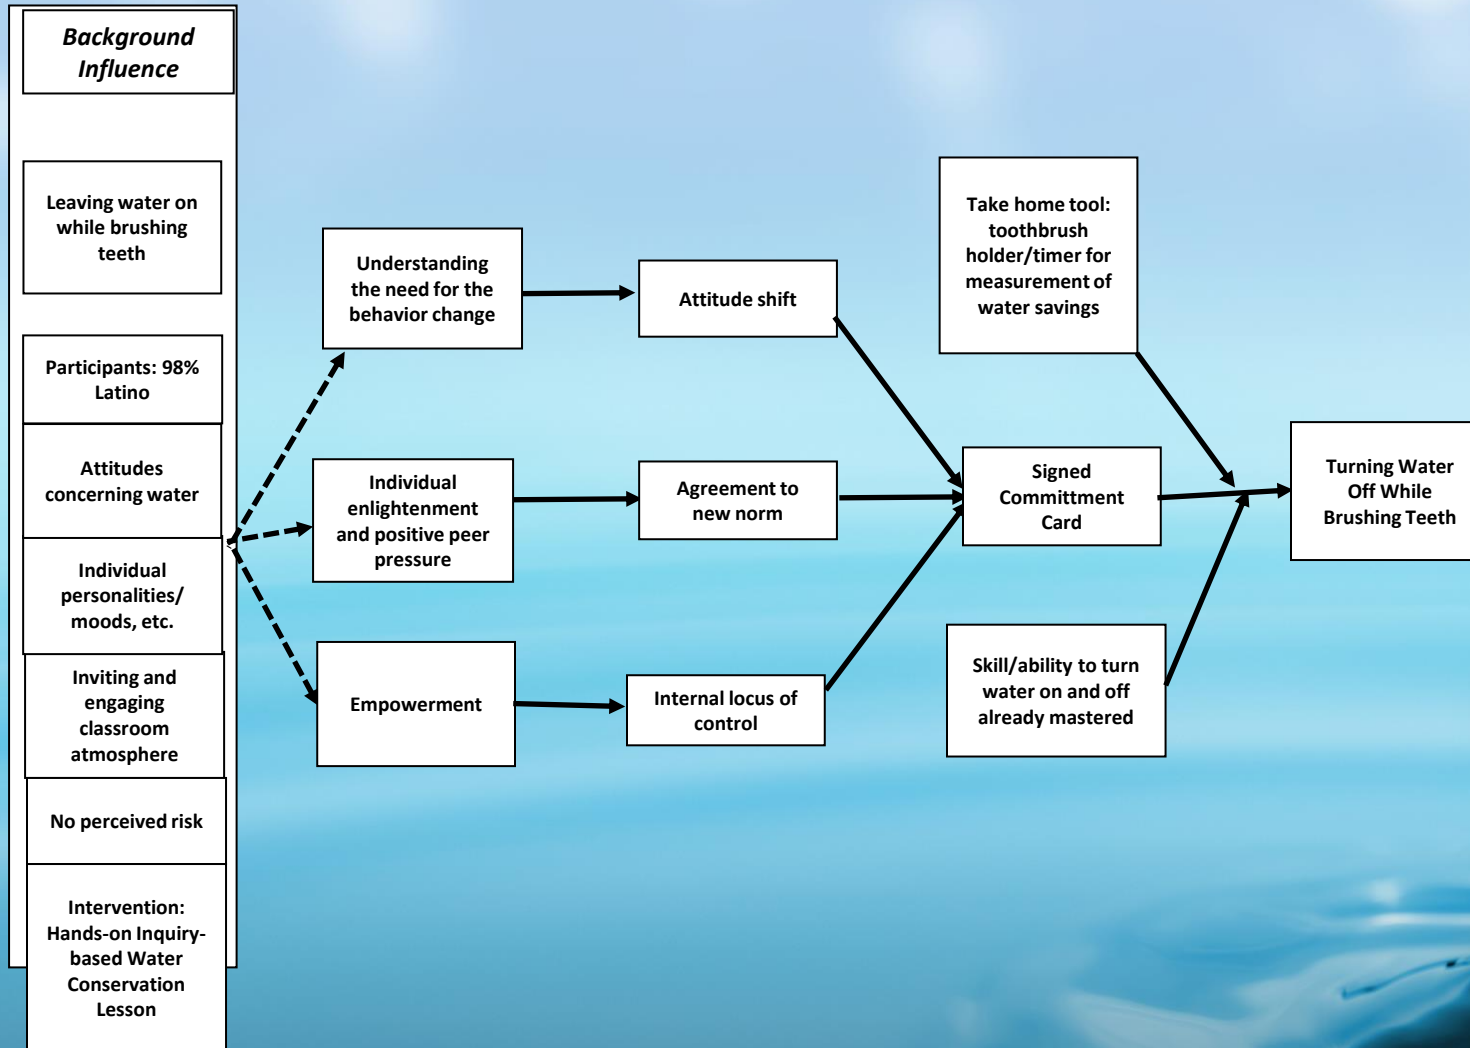 Background
Influence
Leaving water on
while brushing
teeth
Participants: 98%
Latino
Attitudes
concerning water
Individual
personalities/
moods, etc.
Inviting and
engaging
classroom
atmosphere
No perceived risk
Intervention:
Hands-on Inquiry-
based Water
Conservation
Lesson
Understanding
the need for the
behavior change
Individual
enlightenment
and positive peer
pressure
Empowerment
Attitude shift
Agreement to
new norm
Internal locus of
control
Take home tool:
toothbrush
holder/timer for
measurement of
water savings
Signed
Committment
Card
Skill/ability to turn
water on and off
already mastered
Turning Water
Off While
Brushing Teeth